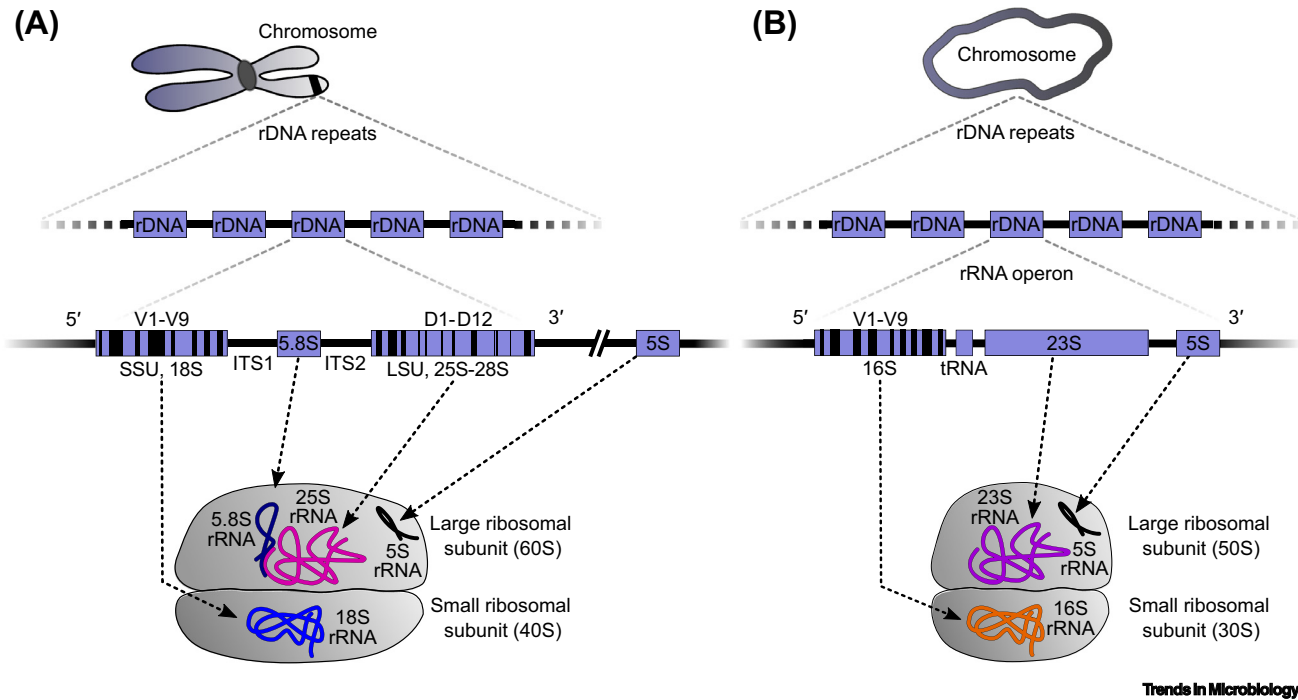 (A)
Chromosome
rDNA repeats
rDNA rDNA rDNA rDNA rDNA
5′ V1-V9 D1-D12 3′
5.8S 5S
SSU, 18S ITS1 ITS2 LSU, 25S-28S
25S
rRNA
5.8S
rRNA
5S
rRNA
Large ribosomal
subunit (60S)
18S
rRNA
Small ribosomal
subunit (40S)
(B)
Chromosome
rDNA repeats
rDNA rDNA rDNA rDNA rDNA
rRNA operon
5′ V1-V9 3′
23S 5S
16S tRNA
23S
rRNA
5S
rRNA
Large ribosomal
subunit (50S)
16S
rRNA
Small ribosomal
subunit (30S)
Trends in Microbiology